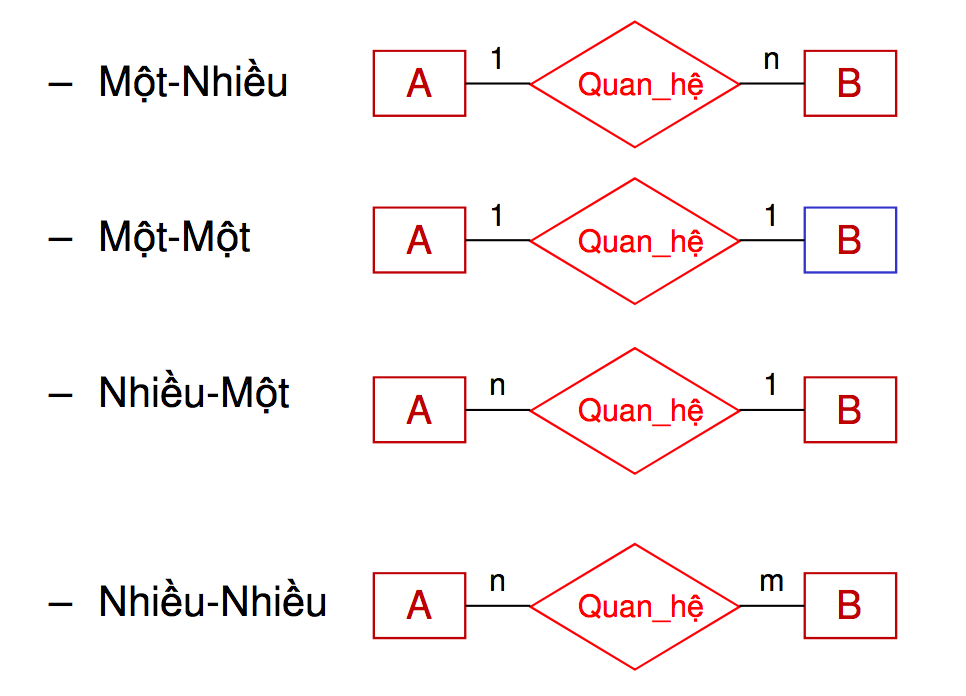 – Một-Nhiều
A 1 Quan_hệ n B
– Một-Một
A 1 Quan_hệ 1 B
– Nhiều-Một
A n Quan_hệ 1 B
– Nhiều-Nhiều
A n Quan_hệ m B